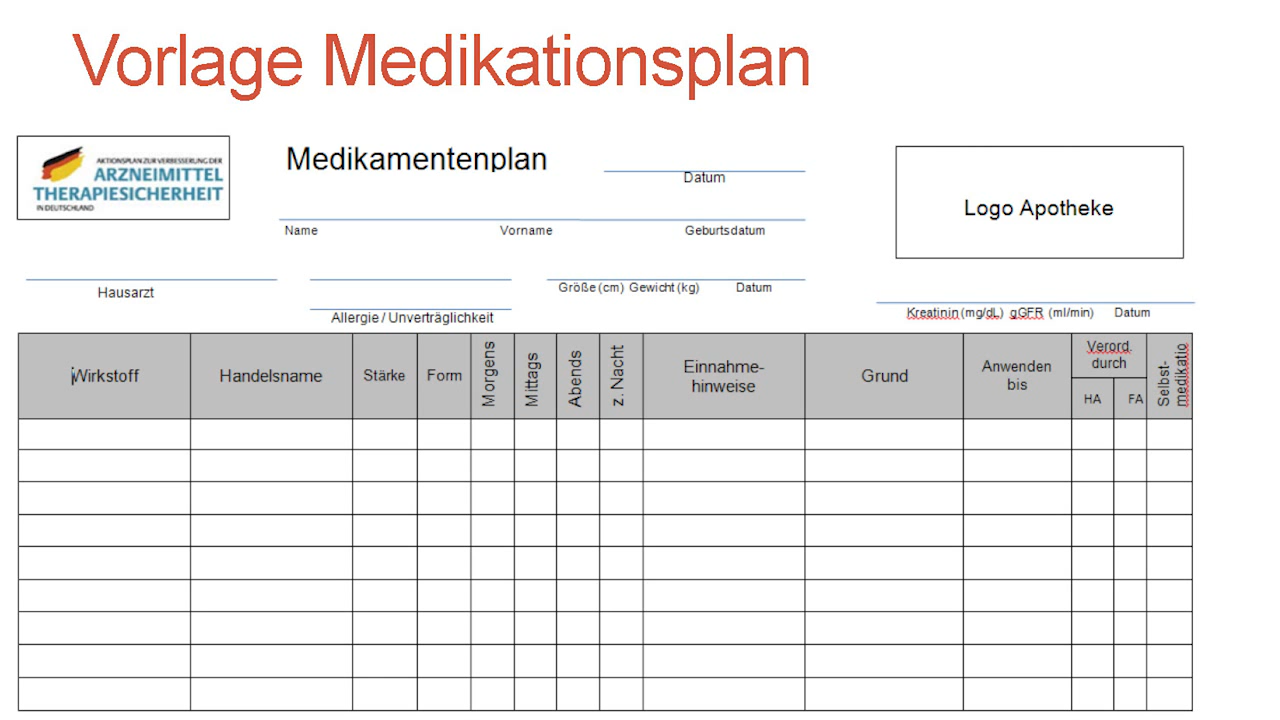 Vorlage Medikationsplan
AKTIONSPLAN ZUR VERBESSERUNG DER
ARZNEIMITTEL
THERAPIESICHERHEIT
IN DEUTSCHLAND
Medikamentenplan
Datum
Logo Apotheke
Name Vorname Geburtsdatum
Hausarzt
Größe (cm) Gewicht (kg) Datum
Allergie / Unverträglichkeit
Kreatinin (mg/dL) gGFR (ml/min) Datum
Wirkstoff
Handelsname
Stärke
Form
Morgens
Mittags
Abends
z. Nacht
Einnahme-
hinweise
Grund
Anwenden
bis
Verord.
durch
HA FA
Selbst-
medikatio